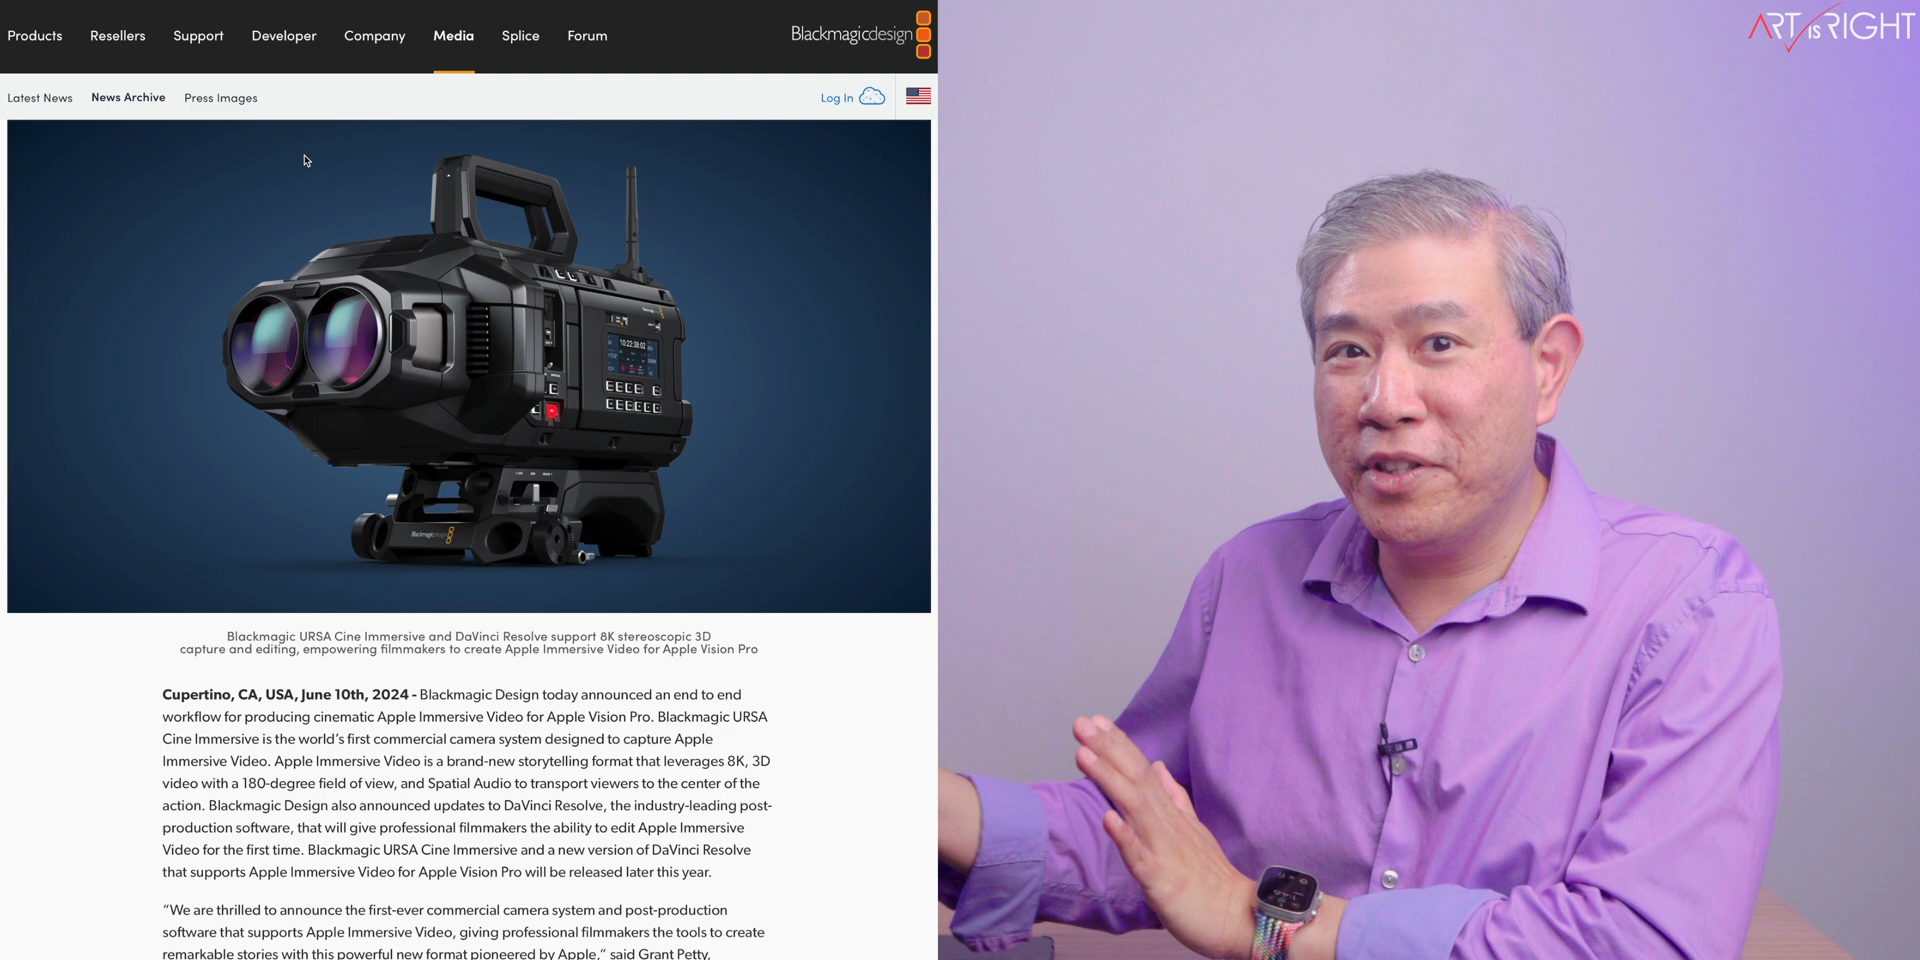 Products Resellers Support Developer Company Media Splice Forum
Blackmagicdesign
ART is RIGHT
Latest News News Archive Press Images
Log In
10:22:38:02
Blackmagicdesign
Blackmagic URSA Cine Immersive and DaVinci Resolve support 8K stereoscopic 3D
capture and editing, empowering filmmakers to create Apple Immersive Video for Apple Vision Pro
Cupertino, CA, USA, June 10th, 2024 - Blackmagic Design today announced an end to end
workflow for producing cinematic Apple Immersive Video for Apple Vision Pro. Blackmagic URSA
Cine Immersive is the world’s first commercial camera system designed to capture Apple
Immersive Video. Apple Immersive Video is a brand-new storytelling format that leverages 8K, 3D
video with a 180-degree field of view, and Spatial Audio to transport viewers to the center of the
action. Blackmagic Design also announced updates to DaVinci Resolve, the industry-leading post-
production software, that will give professional filmmakers the ability to edit Apple Immersive
Video for the first time. Blackmagic URSA Cine Immersive and a new version of DaVinci Resolve
that supports Apple Immersive Video for Apple Vision Pro will be released later this year.
“We are thrilled to announce the first-ever commercial camera system and post-production
software that supports Apple Immersive Video, giving professional filmmakers the tools to create
remarkable stories with this powerful new format pioneered by Apple,” said Grant Petty,